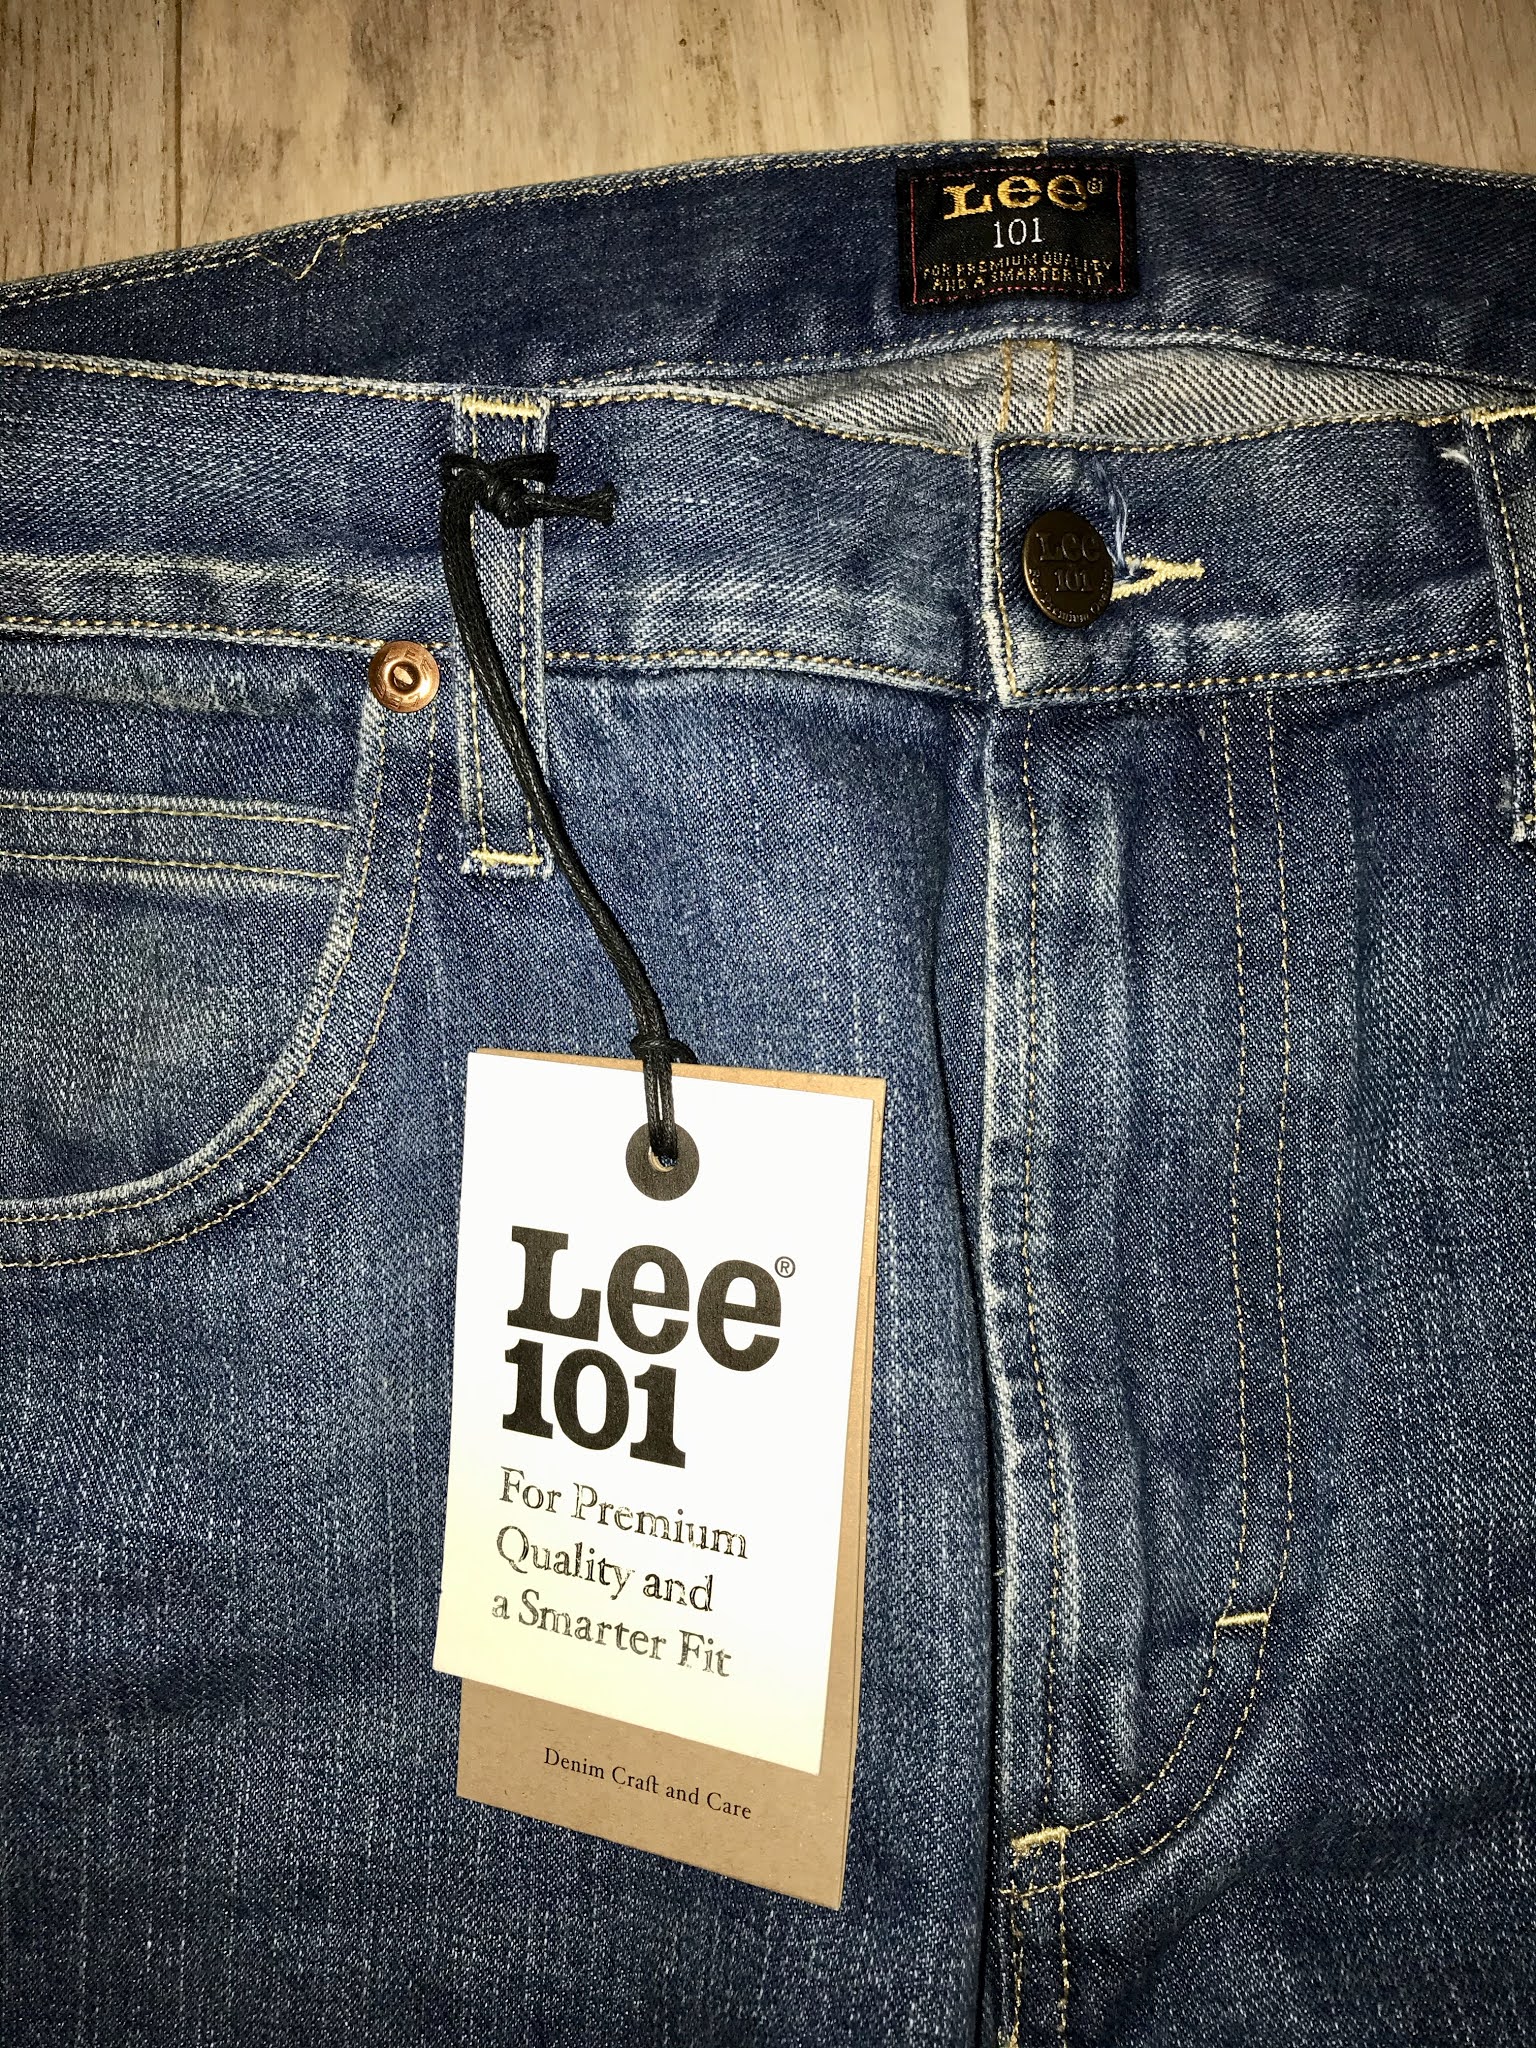 Lee®
101
FOR PREMIUM QUALITY
AND A SMARTER FIT
Lee
101
Lee®
101
For Premium
Quality and
a Smarter Fit
Denim Craft and Care